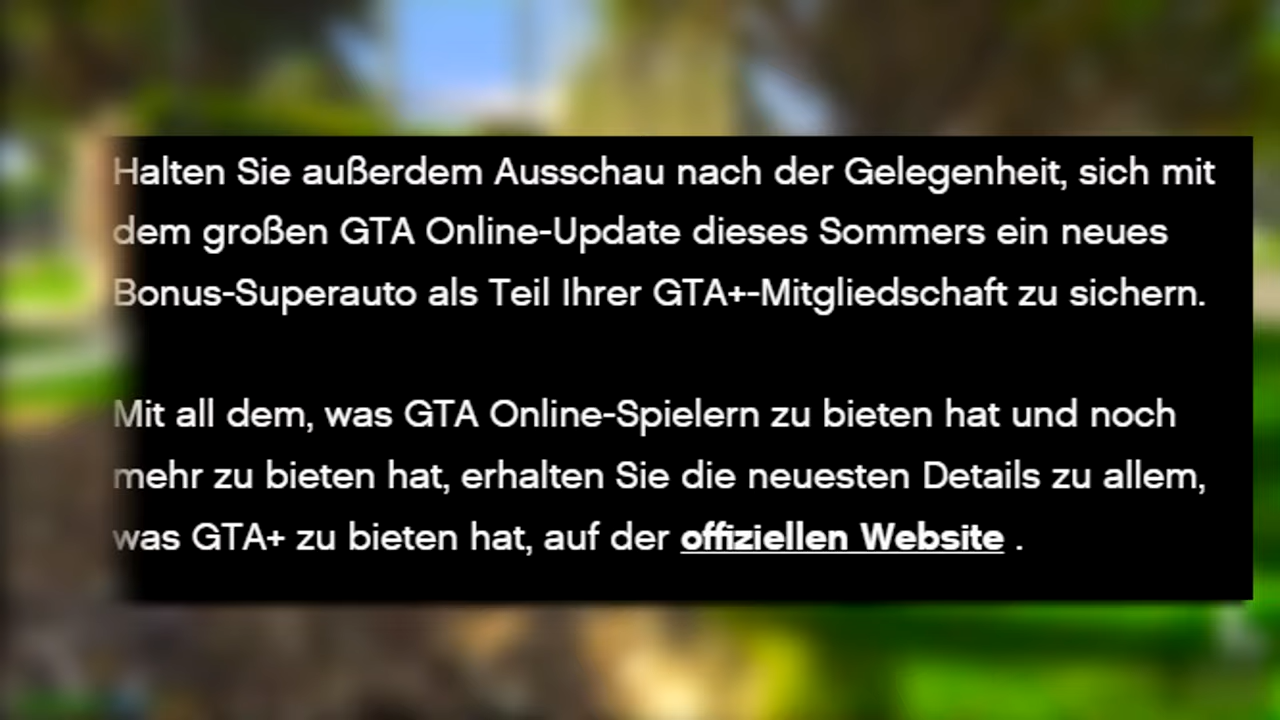 Halten Sie außerdem Ausschau nach der Gelegenheit, sich mit
dem großen GTA Online-Update dieses Sommers ein neues
Bonus-Superauto als Teil Ihrer GTA+-Mitgliedschaft zu sichern.
Mit all dem, was GTA Online-Spielern zu bieten hat und noch
mehr zu bieten hat, erhalten Sie die neuesten Details zu allem,
was GTA+ zu bieten hat, auf der offiziellen Website .